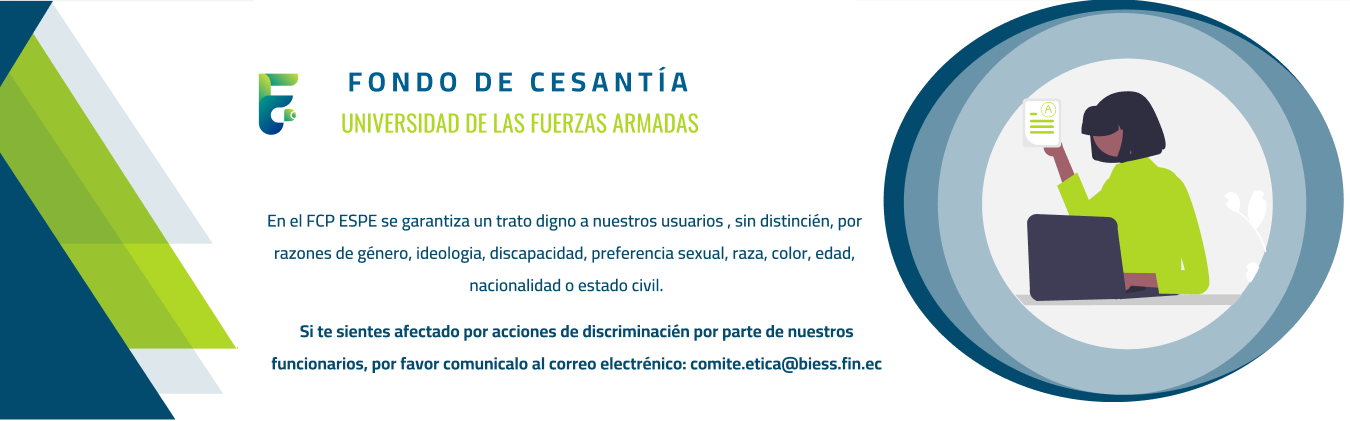 FONDO DE CESANTÍA
UNIVERSIDAD DE LAS FUERZAS ARMADAS
En el FCP ESPE se garantiza un trato digno a nuestros usuarios , sin distincién, por
razones de género, ideologia, discapacidad, preferencia sexual, raza, color, edad,
nacionalidad o estado civil.
Si te sientes afectado por acciones de discriminacién por parte de nuestros
funcionarios, por favor comunicalo al correo electrónico: comite.etica@biess.fin.ec
A